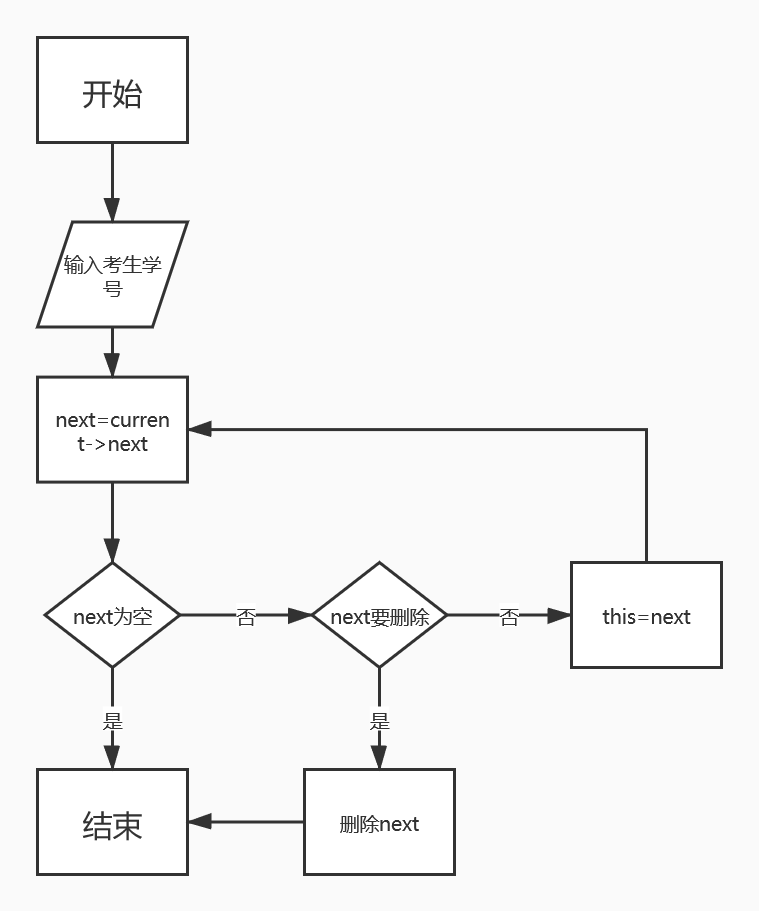 开始
输入考生学
号
next=curren
t->next
next为空
否
next要删除
否
this=next
是
是
结束
删除next